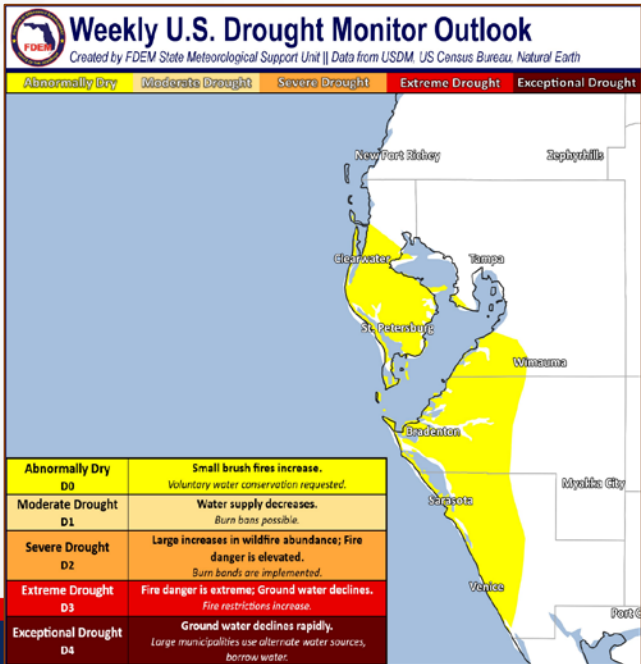 FDEM
Weekly U.S. Drought Monitor Outlook
Created by FDEM State Meteorological Support Unit || Data from USDM, US Census Bureau, Natural Earth
Abnormally Dry Moderate Drought Severe Drought Extreme Drought Exceptional Drought
New Port Richey
Zephyrhills
Clearwater
Tampa
St. Petersburg
Wimauma
Bradenton
Myakka City
Sarasota
Venice
Port C
Abnormally Dry
D0
Small brush fires increase.
Voluntary water conservation requested.
Moderate Drought
D1
Water supply decreases.
Burn bans possible.
Severe Drought
D2
Large increases in wildfire abundance; Fire
danger is elevated.
Burn bands are implemented.
Extreme Drought
D3
Fire danger is extreme; Ground water declines.
Fire restrictions increase.
Exceptional Drought
D4
Ground water declines rapidly.
Large municipalities use alternate water sources,
borrow water.